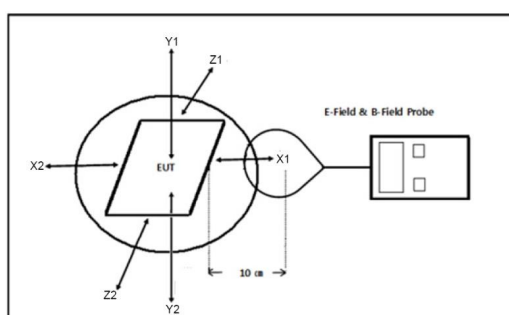 Y1
Z1
E-Field & B-Field Probe
X2
EUT
X1
10 ㎝
Z2
Y2